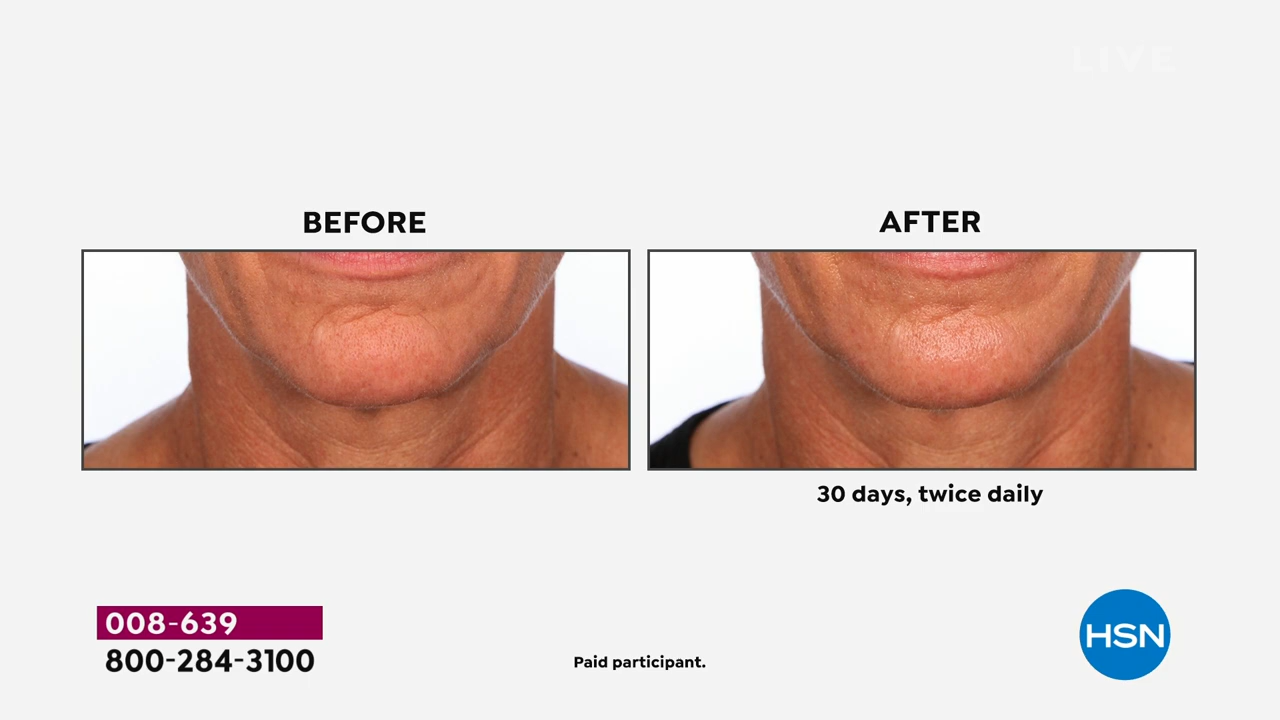 LIVE
BEFORE
AFTER
30 days, twice daily
008-639
800-284-3100
Paid participant.
HSN